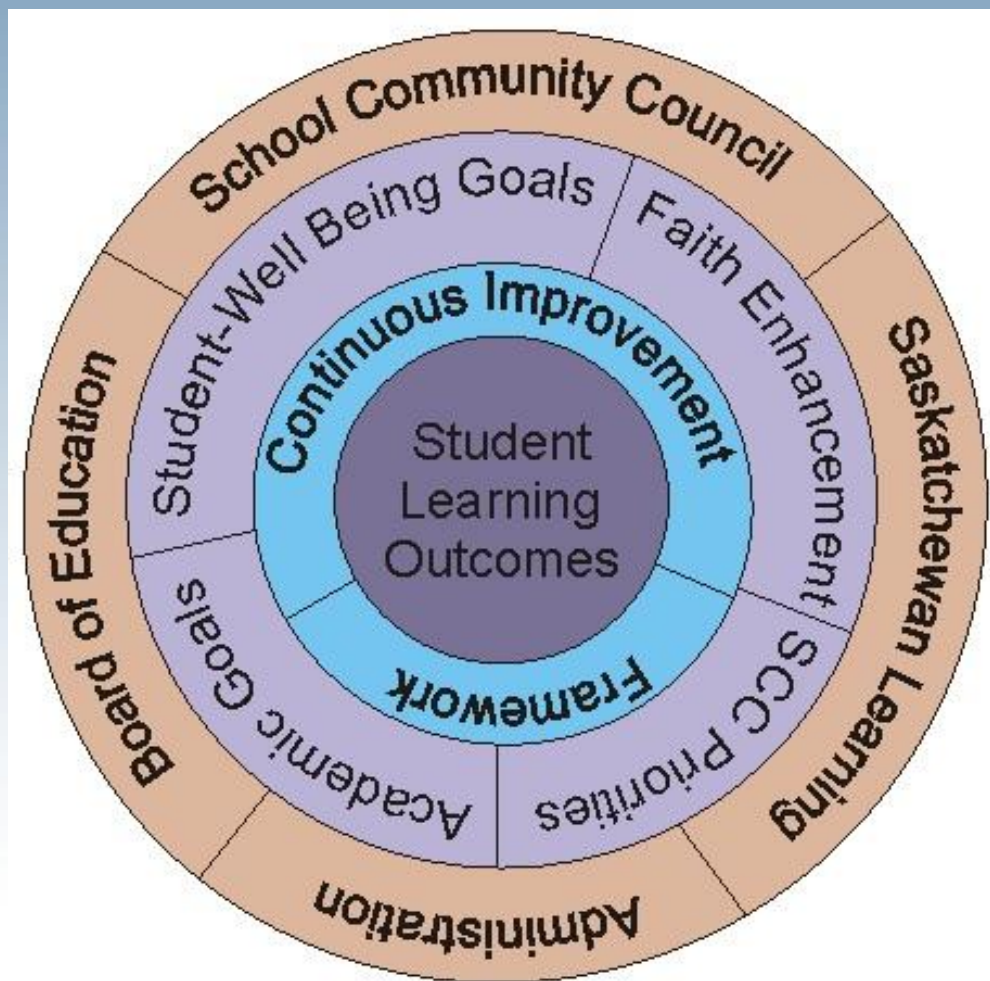 School Community Council
Saskatchewan Learning
Administration
Board of Education
Student-Well Being Goals
Faith Enhancement
SCC Priorities
Academic Goals
Continuous Improvement
Framework
Student
Learning
Outcomes